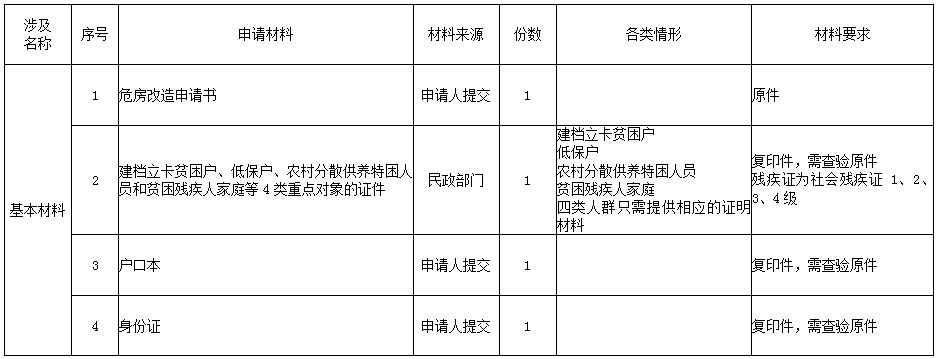 涉及
名称
序号
申请材料
材料来源
份数
各类情形
材料要求
基本材料
1
危房改造申请书
申请人提交
1
原件
2
建档立卡贫困户、低保户、农村分散供养特困人
员和贫困残疾人家庭等4类重点对象的证件
民政部门
1
建档立卡贫困户
低保户
农村分散供养特困人员
贫困残疾人家庭
四类人群只需提供相应的证明
材料
复印件，需查验原件
残疾证为社会残疾证 1、2、
3、4级
3
户口本
申请人提交
1
复印件，需查验原件
4
身份证
申请人提交
1
复印件，需查验原件